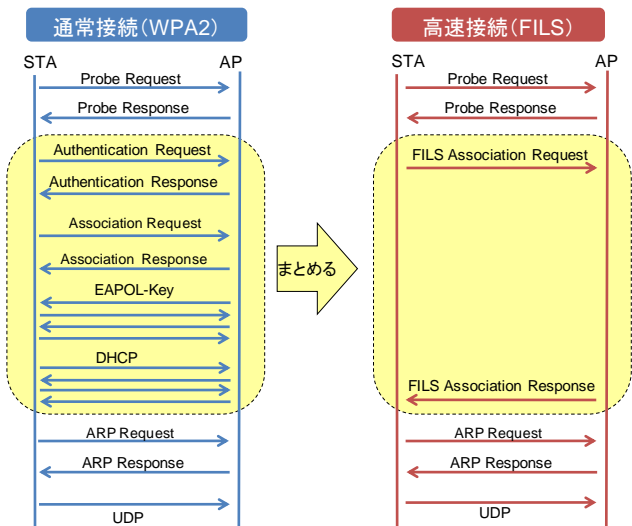 通常接続(WPA2)
STA
AP
Probe Request
Probe Response
Authentication Request
Authentication Response
Association Request
Association Response
EAPOL-Key
DHCP
ARP Request
ARP Response
UDP
まとめる
高速接続(FILS)
STA
AP
Probe Request
Probe Response
FILS Association Request
FILS Association Response
ARP Request
ARP Response
UDP